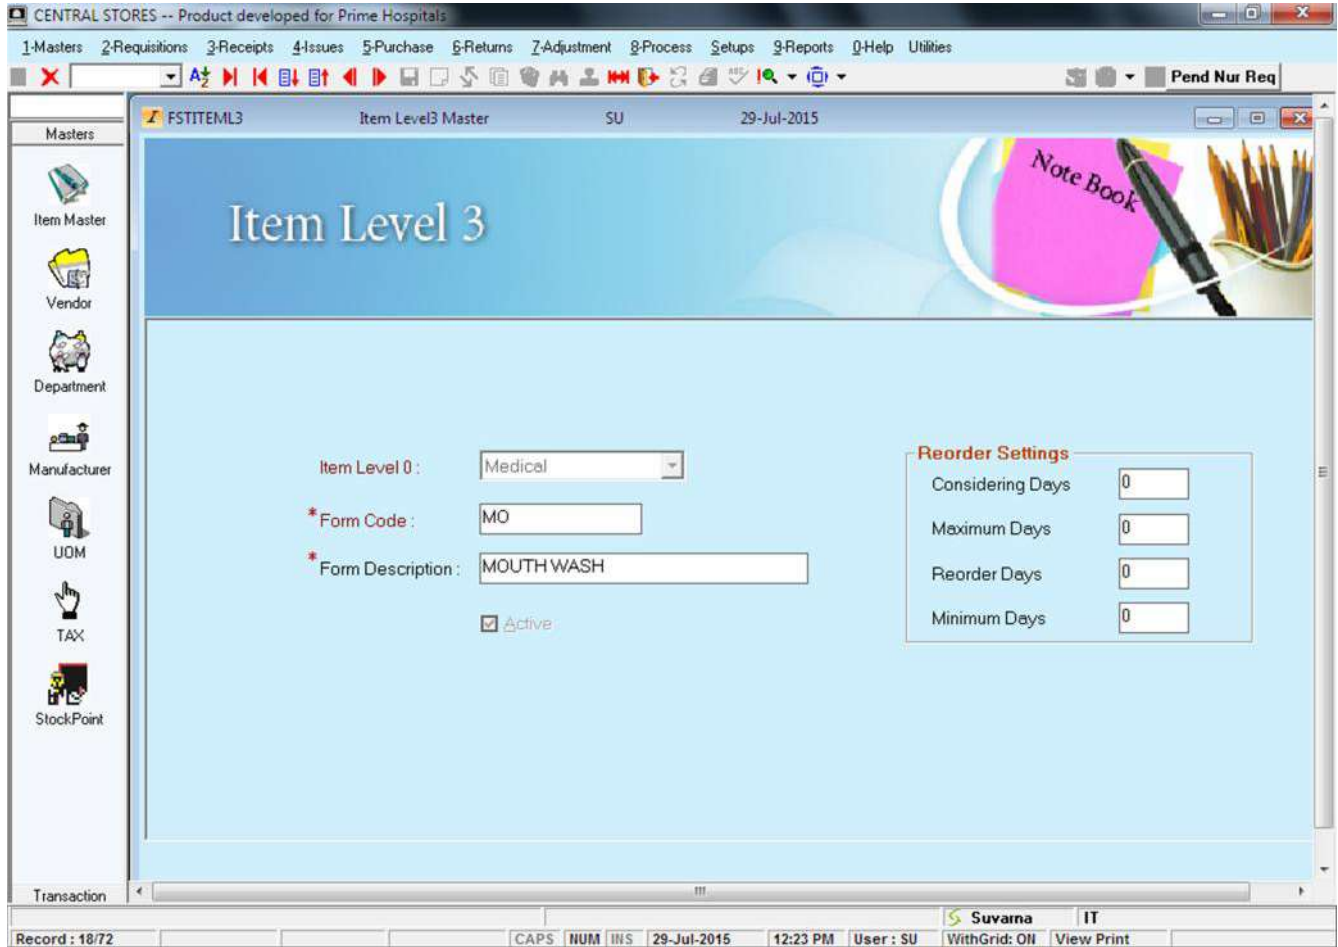 CENTRAL STORES -- Product developed for Prime Hospitals
1-Masters 2-Requisitions 3-Receipts 4-Issues 5-Purchase 6-Returns 7-Adjustment 8-Process Setups 9-Reports 0-Help Utilities
Pend Nur Req
Masters
FSTITEML3 Item Level3 Master SU 29-Jul-2015
Note Book
Item Level 3
Item Master
Vendor
Department
Manufacturer
UOM
TAX
StockPoint
Item Level 0 : Medical
*Form Code : MO
*Form Description : MOUTH WASH
Active
Reorder Settings
Considering Days 0
Maximum Days 0
Reorder Days 0
Minimum Days 0
Transaction
Suvarna IT
Record : 18/72 CAPS NUM INS 29-Jul-2015 12:23 PM User : SU WithGrid: ON View Print